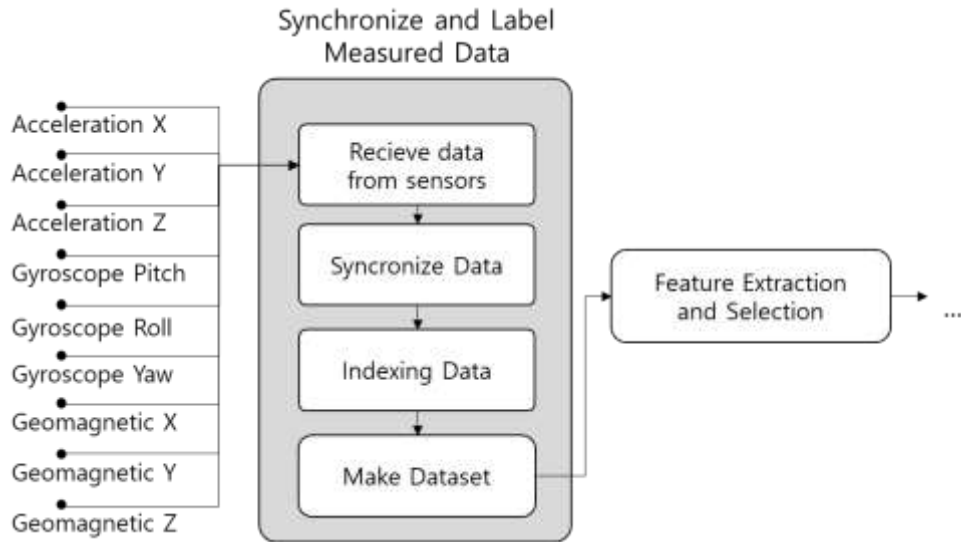 Synchronize and Label
Measured Data
Acceleration X
Acceleration Y
Acceleration Z
Gyroscope Pitch
Gyroscope Roll
Gyroscope Yaw
Geomagnetic X
Geomagnetic Y
Geomagnetic Z
Recieve data
from sensors
Syncronize Data
Indexing Data
Make Dataset
Feature Extraction
and Selection
...